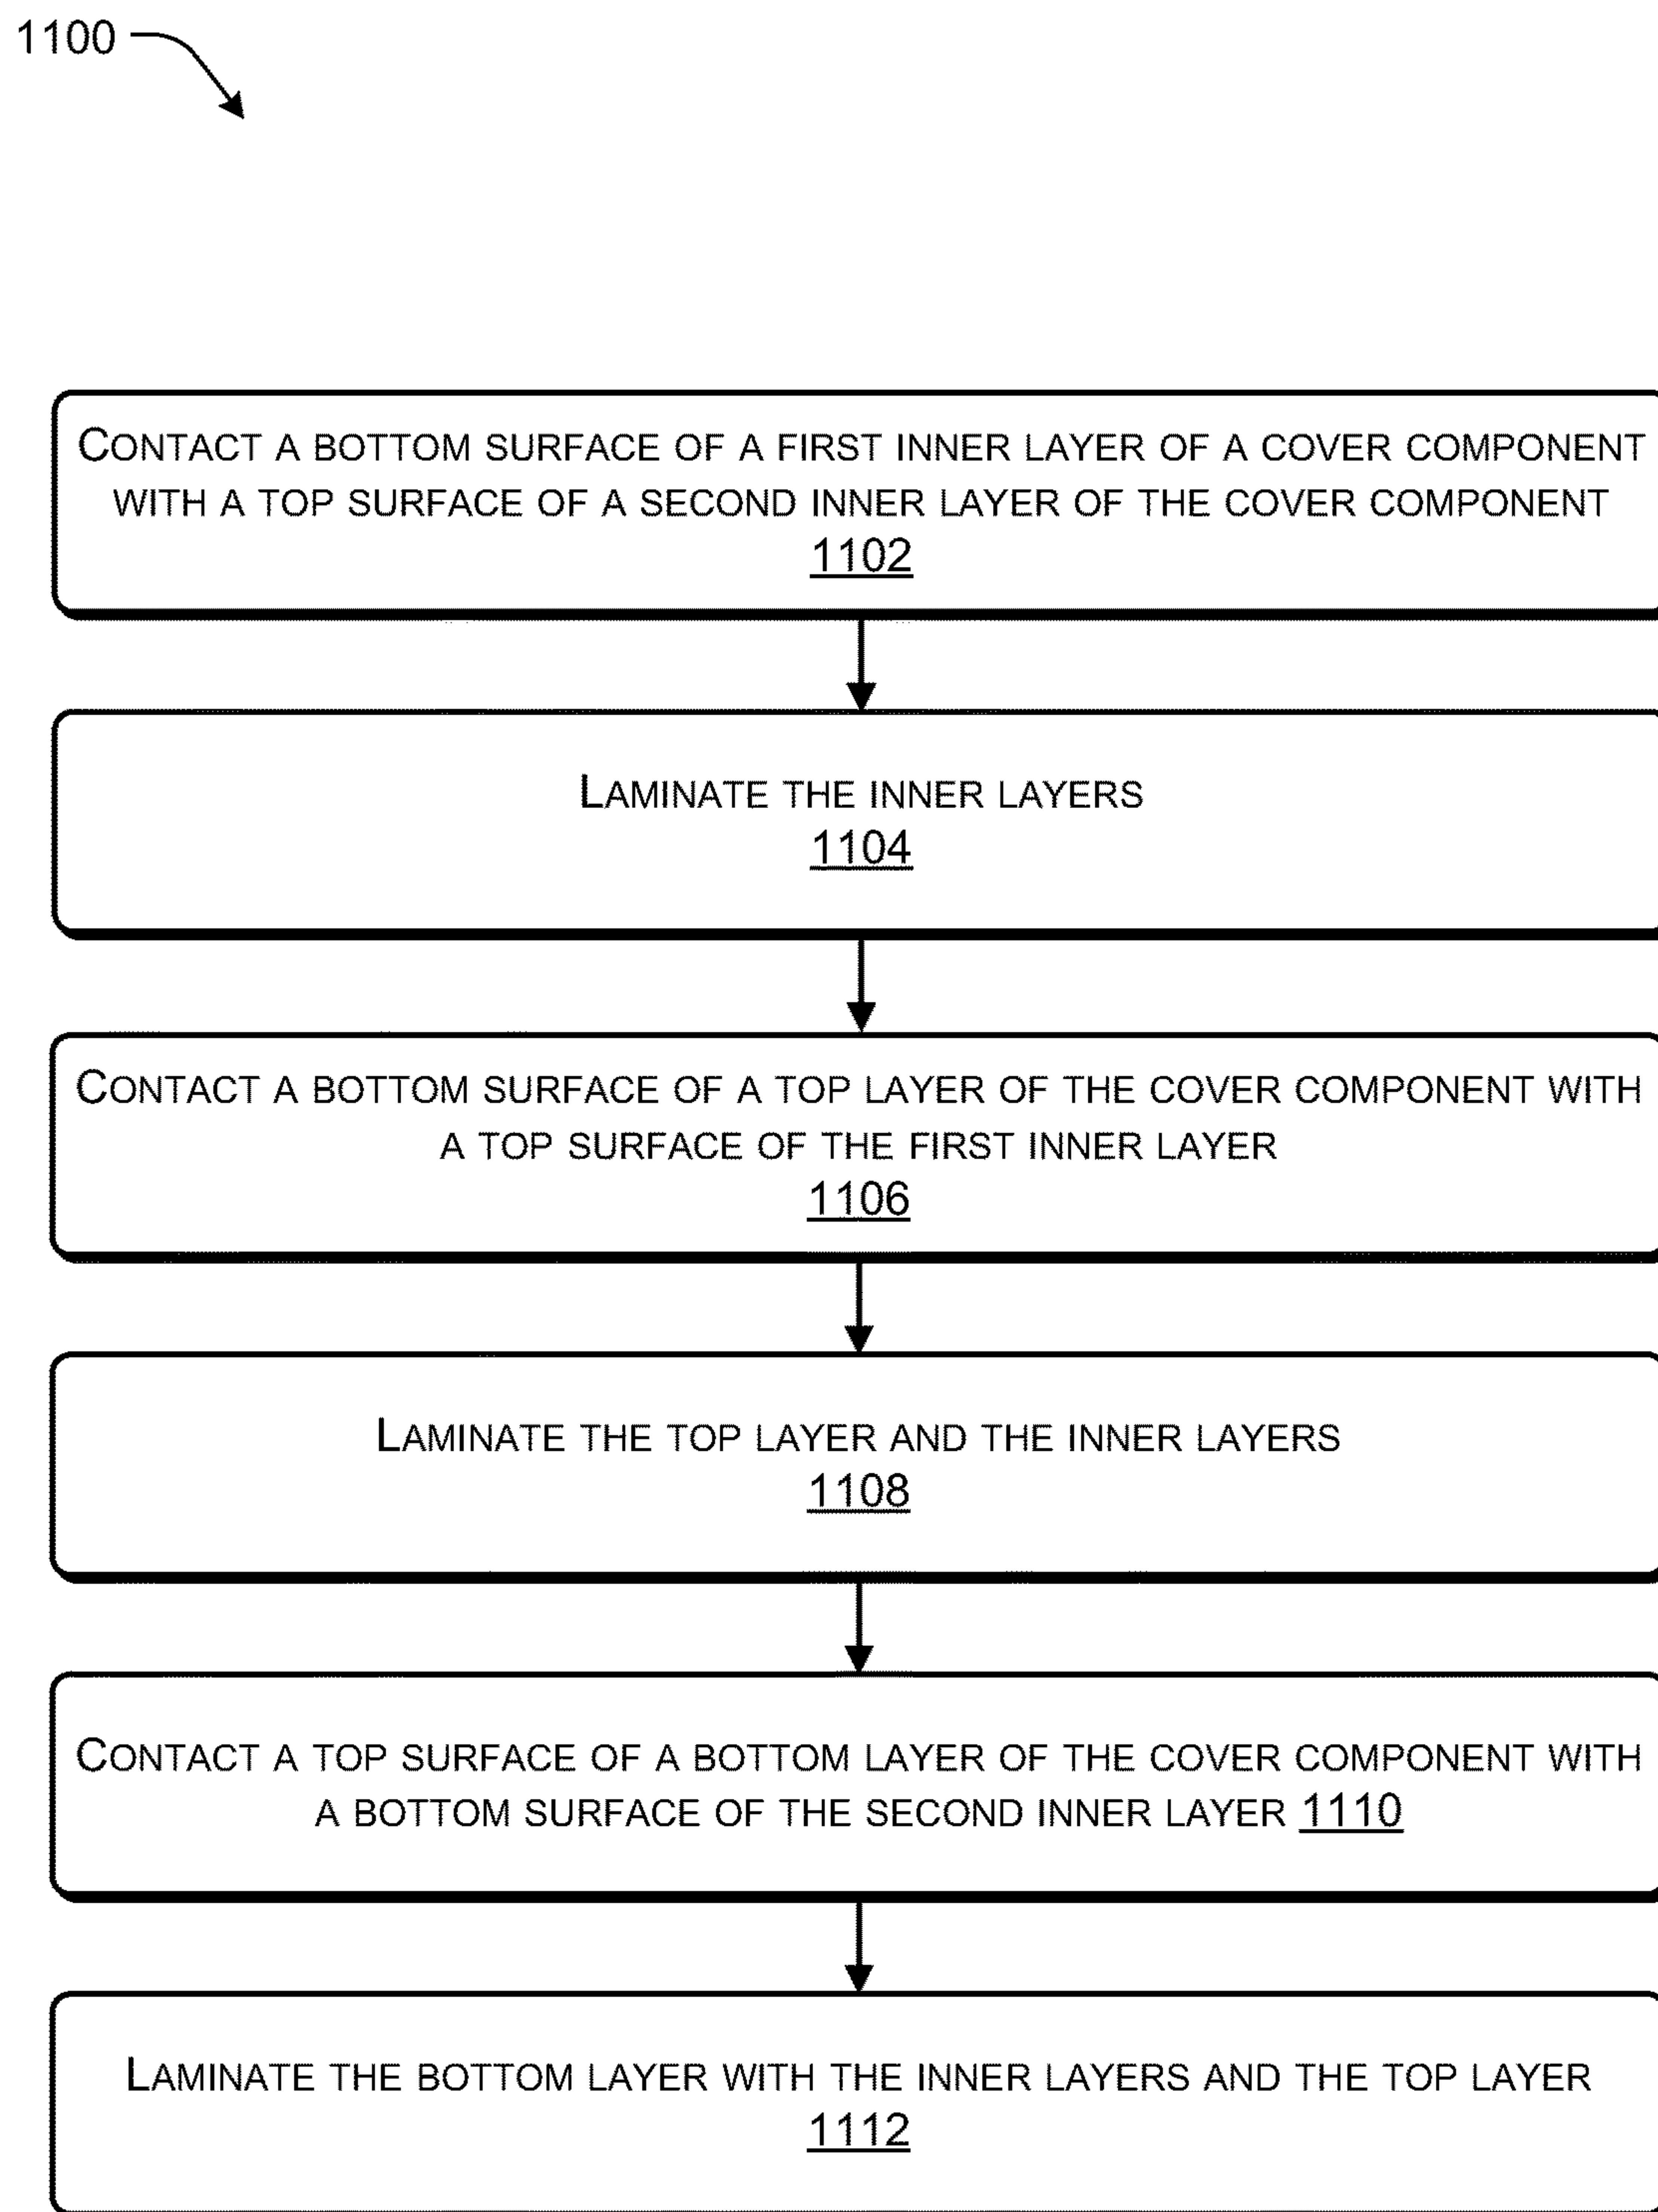 1100
CONTACT A BOTTOM SURFACE OF A FIRST INNER LAYER OF A COVER COMPONENT
WITH A TOP SURFACE OF A SECOND INNER LAYER OF THE COVER COMPONENT
1102
LAMINATE THE INNER LAYERS
1104
CONTACT A BOTTOM SURFACE OF A TOP LAYER OF THE COVER COMPONENT WITH
A TOP SURFACE OF THE FIRST INNER LAYER
1106
LAMINATE THE TOP LAYER AND THE INNER LAYERS
1108
CONTACT A TOP SURFACE OF A BOTTOM LAYER OF THE COVER COMPONENT WITH
A BOTTOM SURFACE OF THE SECOND INNER LAYER 1110
LAMINATE THE BOTTOM LAYER WITH THE INNER LAYERS AND THE TOP LAYER
1112